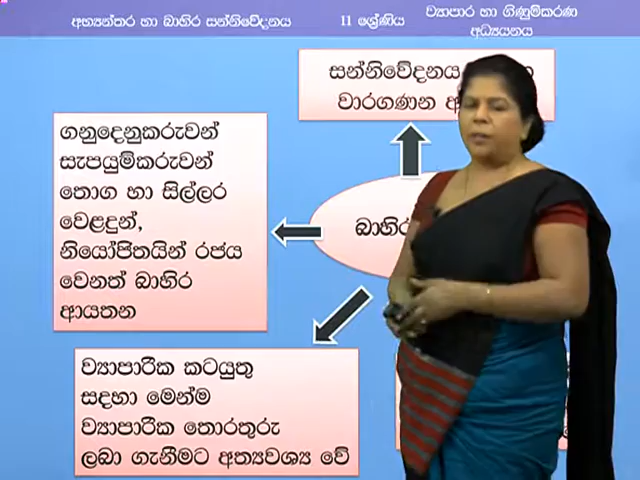 අභ්‍යන්තර හා බාහිර සන්නිවේදනය
11 ශ්‍රේණිය
ව්‍යාපාර හා ගිණුම්කරණ
අධ්‍යයනය
සන්නිවේදනය
වාරගණන
ගනුදෙනුකරුවන්
සැපයුම්කරුවන්
තොග හා සිල්ලර
වෙළඳුන්,
නියෝජිතයින් රජය
වෙනත් බාහිර
ආයතන
බාහිර
ව්‍යාපාරික කටයුතු
සඳහා මෙන්ම
ව්‍යාපාරික තොරතුරු
ලබා ගැනීමට අත්‍යවශ්‍ය වේ